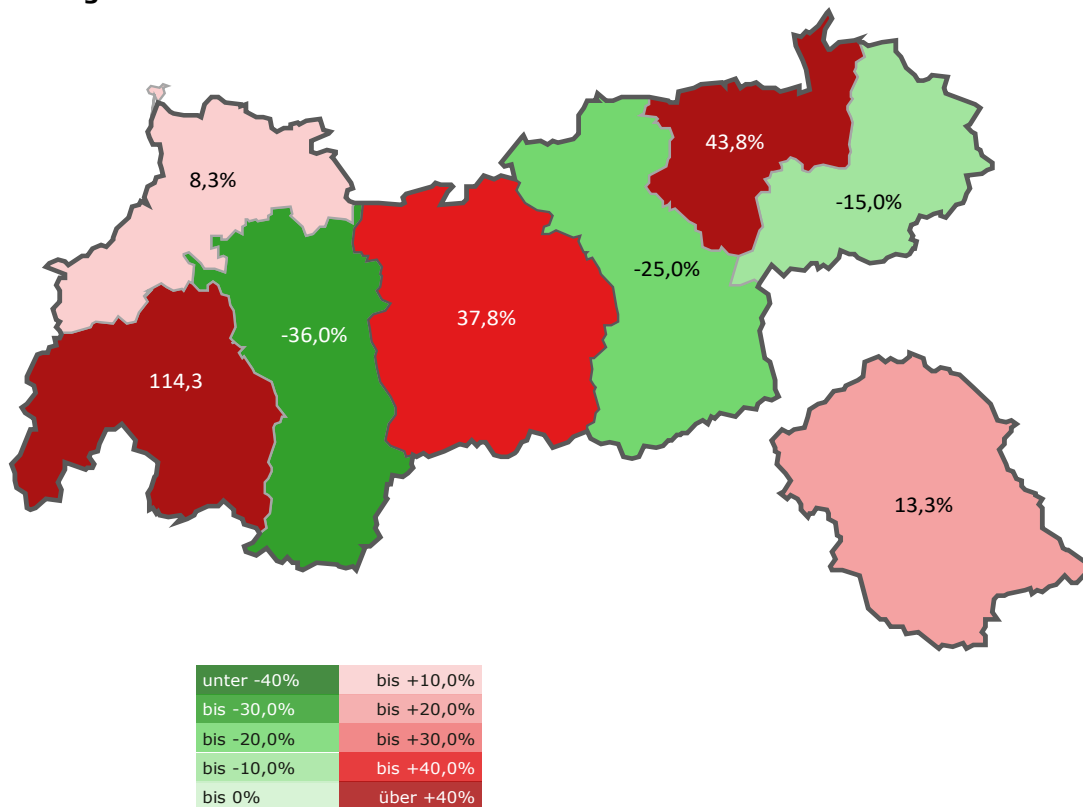 43,8%
8,3%
-15,0%
-25,0%
37,8%
-36,0%
114,3
13,3%
unter -40% bis +10,0%
bis -30,0% bis +20,0%
bis -20,0% bis +30,0%
bis -10,0% bis +40,0%
bis 0% über +40%